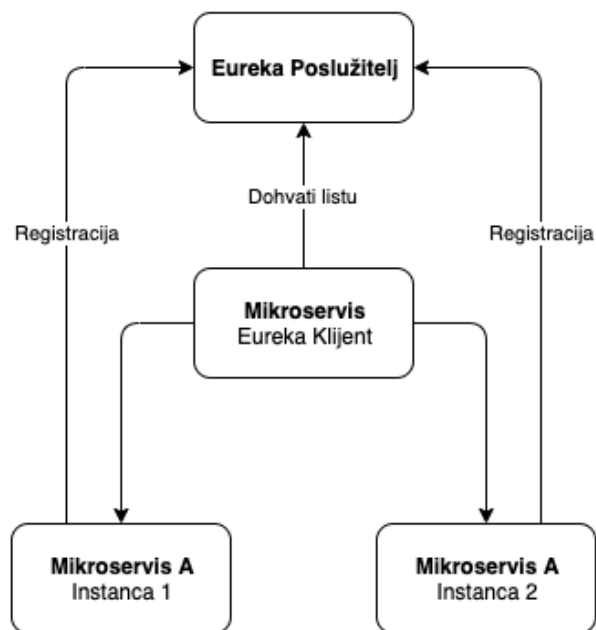 Eureka Poslužitelj
Dohvati listu
Registracija
Registracija
Mikroservis
Eureka Klijent
Mikroservis A
Instanca 1
Mikroservis A
Instanca 2